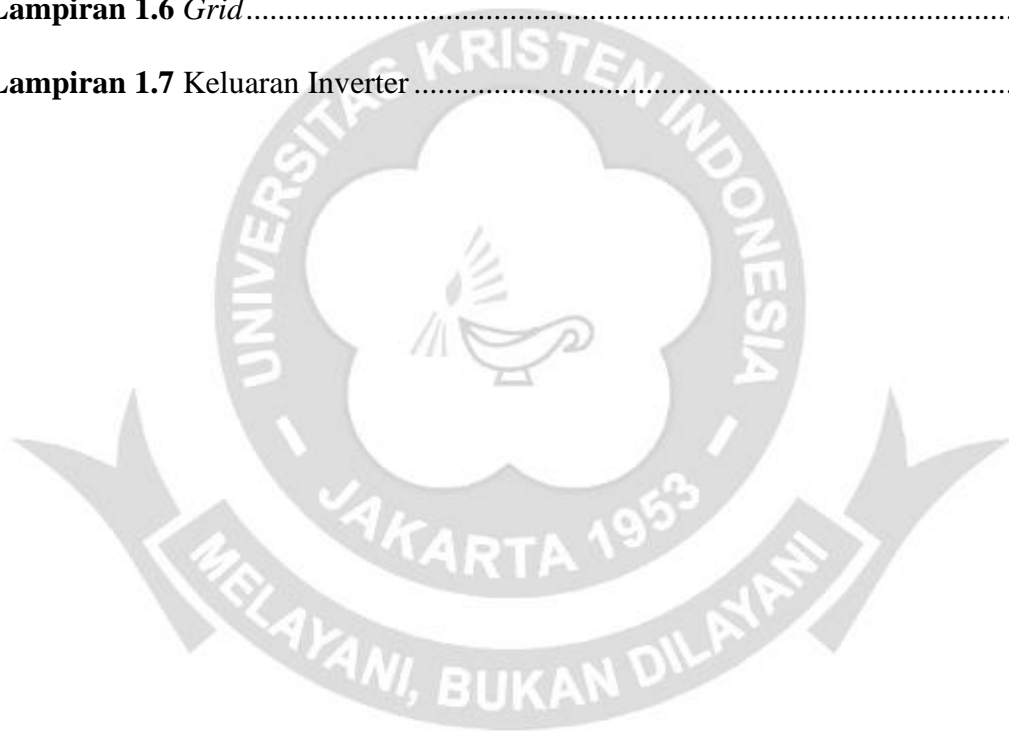 Lampiran 1.6 Grid
Lampiran 1.7 Keluaran Inverter
UNIVERSITAS KRISTEN INDONESIA
- JAKARTA 1953 -
MELAYANI, BUKAN DILAYANI